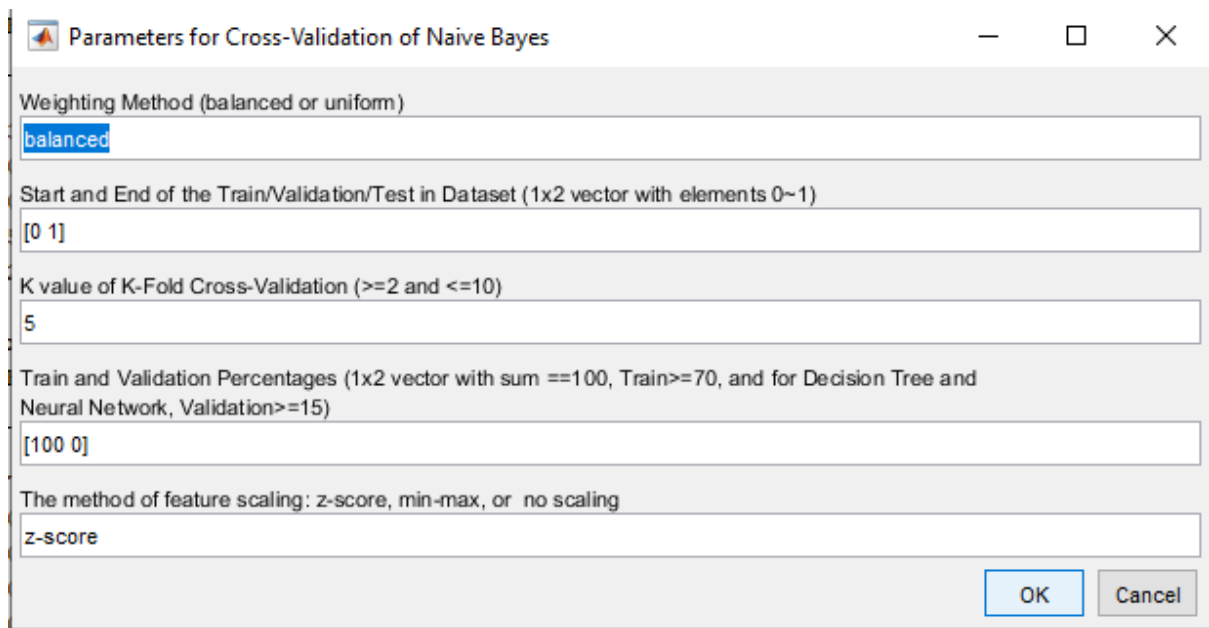 Parameters for Cross-Validation of Naive Bayes
Weighting Method (balanced or uniform)
balanced
Start and End of the Train/Validation/Test in Dataset (1x2 vector with elements 0~1)
[0 1]
K value of K-Fold Cross-Validation (>=2 and <=10)
5
Train and Validation Percentages (1x2 vector with sum ==100, Train>=70, and for Decision Tree and
Neural Network, Validation>=15)
[100 0]
The method of feature scaling: z-score, min-max, or  no scaling
z-score
OK Cancel